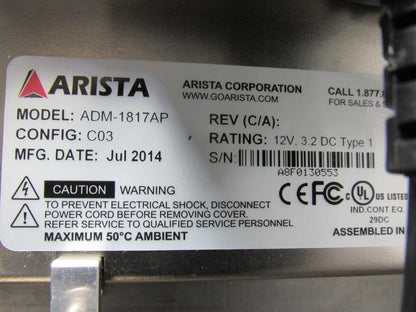 ARISTA
ARISTA CORPORATION
WWW.GOARISTA.COM
CALL 1.877.
FOR SALES & S
MODEL: ADM-1817AP
REV (C/A):
CONFIG: C03
RATING: 12V, 3.2 DC Type 1
MFG. DATE: Jul 2014
S/N:
A8F0130553
CAUTION WARNING
TO PREVENT ELECTRICAL SHOCK, DISCONNECT
POWER CORD BEFORE REMOVING COVER.
REFER SERVICE TO QUALIFIED SERVICE PERSONNEL
MAXIMUM 50°C AMBIENT
CE FC c UL US LISTED
IND.CONT.EQ.
29DC
ASSEMBLED IN